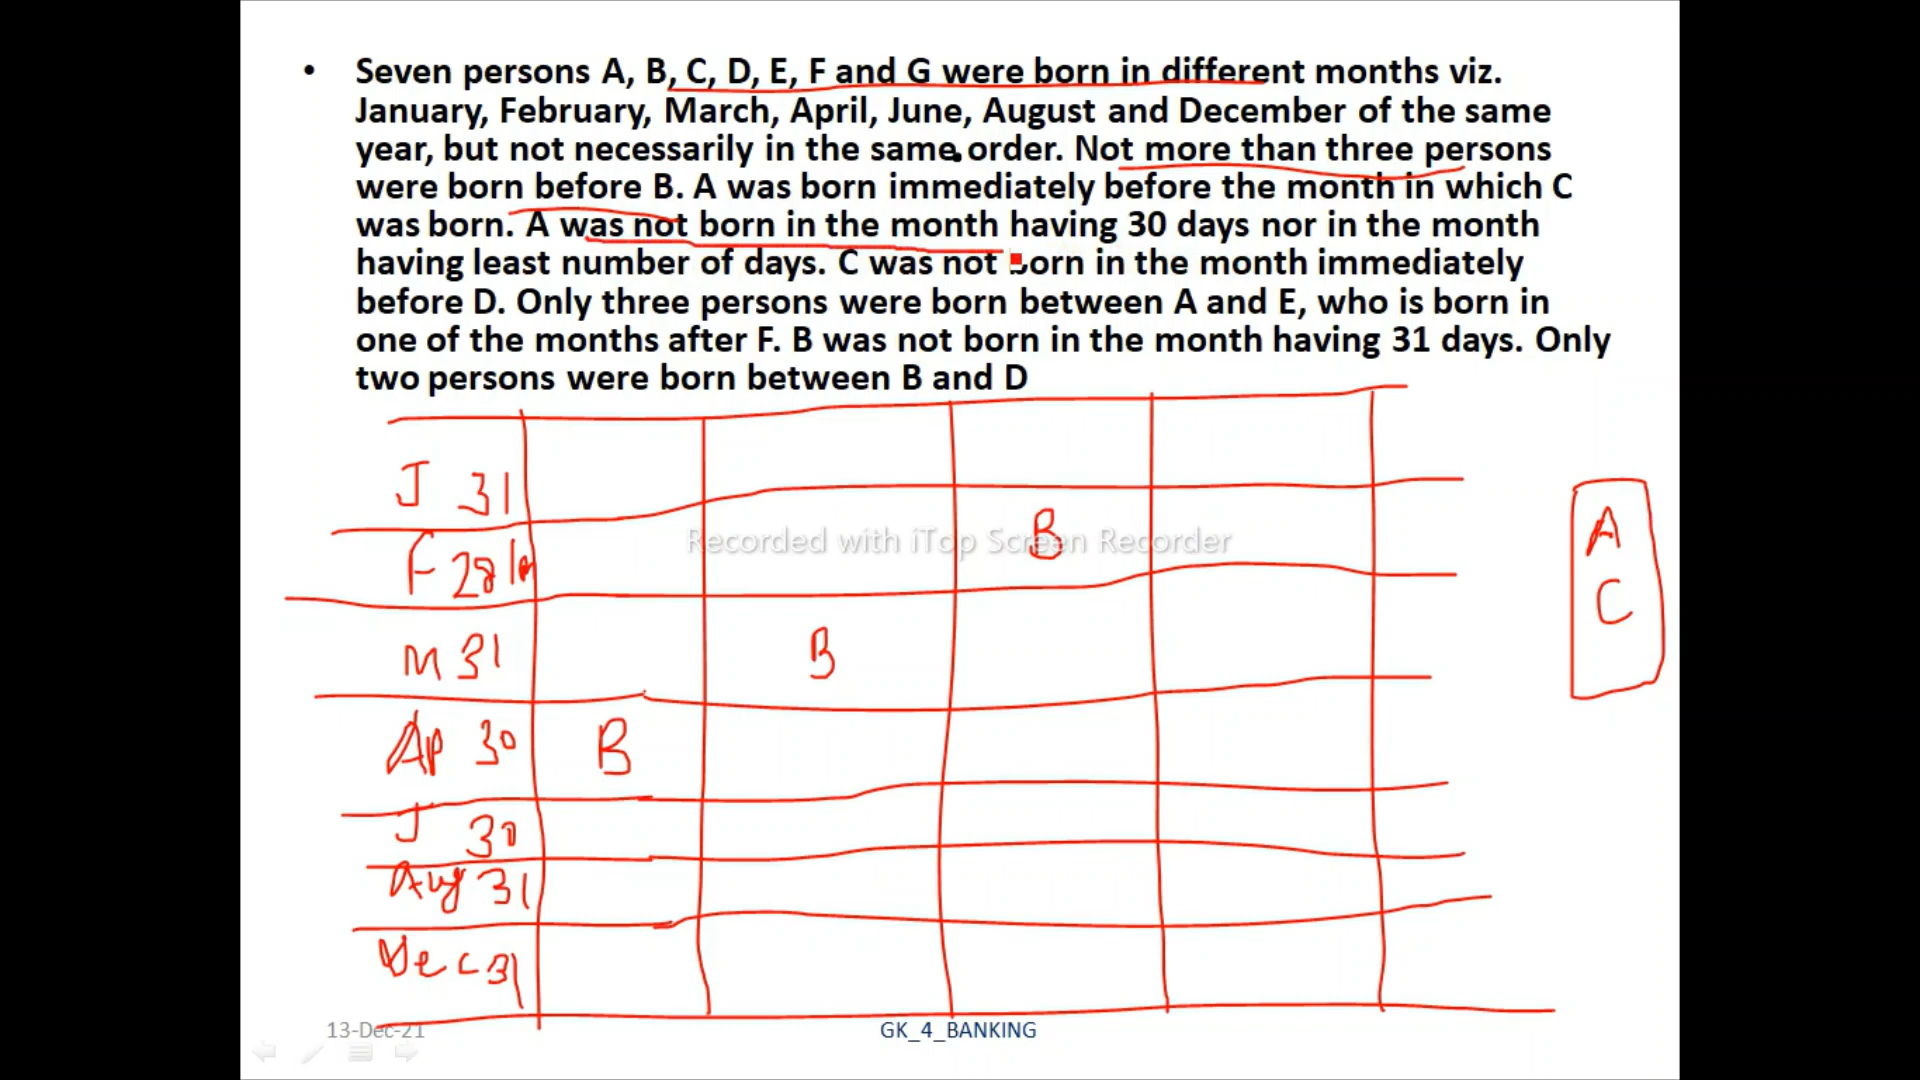 • Seven persons A, B, C, D, E, F and G were born in different months viz.
January, February, March, April, June, August and December of the same
year, but not necessarily in the same order. Not more than three persons
were born before B. A was born immediately before the month in which C
was born. A was not born in the month having 30 days nor in the month
having least number of days. C was not born in the month immediately
before D. Only three persons were born between A and E, who is born in
one of the months after F. B was not born in the month having 31 days. Only
two persons were born between B and D
J 31
F 28
B
Recorded with iTop Screen Recorder
A
C
M 31
B
Ap 30
B
J 30
Aug 31
Dec 31
13-Dec-21
GK_4_BANKING